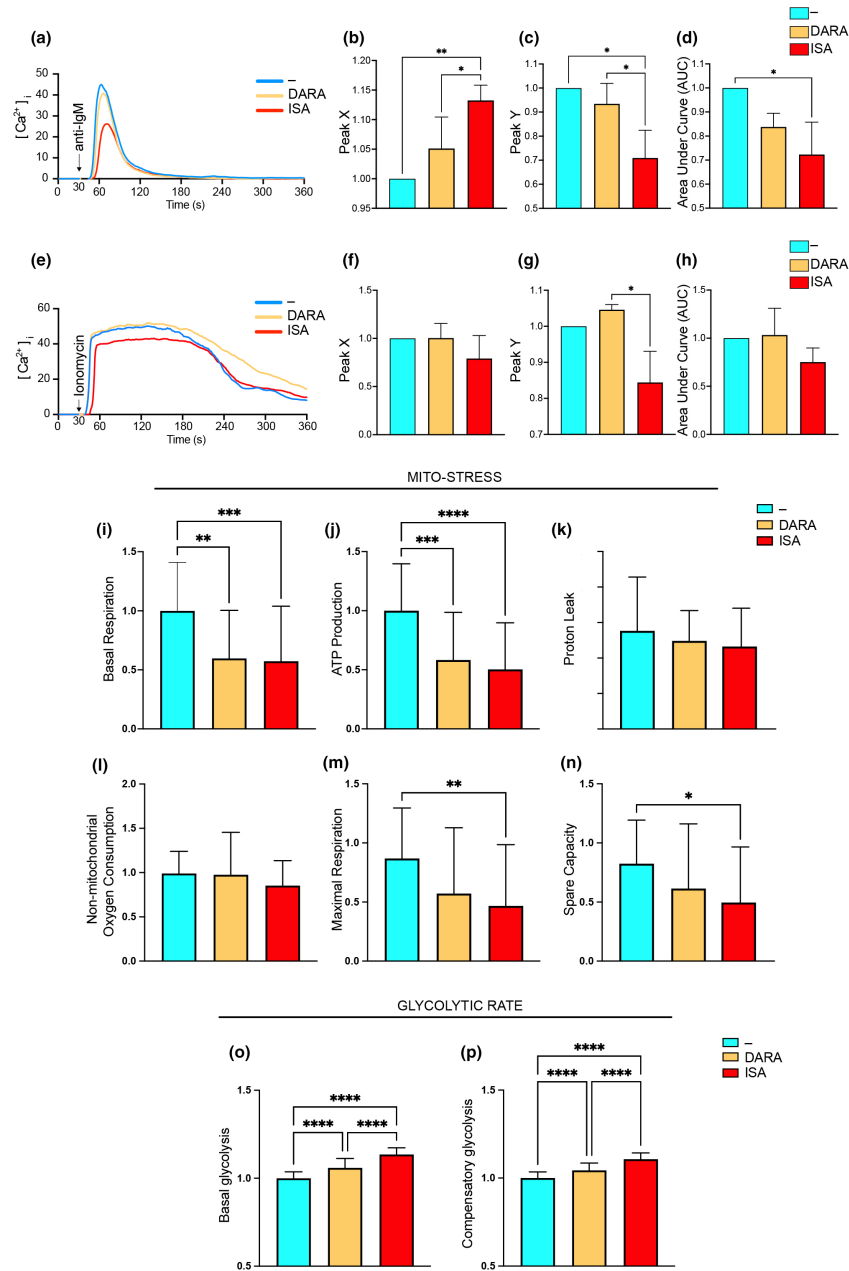 (a)
[Ca²⁺]ᵢ
50
40
30
20
10
0
anti-IgM
30
60
120
180
240
300
360
Time (s)
–
DARA
ISA
(b)
Peak X
1.20
1.15
1.10
1.05
1.00
0.95
**
*
(c)
Peak Y
1.1
1.0
0.9
0.8
0.7
0.6
0.5
*
*
(d)
Area Under Curve (AUC)
1.1
1.0
0.9
0.8
0.7
0.6
0.5
*
–
DARA
ISA
(e)
[Ca²⁺]ᵢ
60
40
20
0
Ionomycin
30
60
120
180
240
300
360
Time (s)
–
DARA
ISA
(f)
Peak X
1.5
1.0
0.5
0.0
(g)
Peak Y
1.1
1.0
0.9
0.8
0.7
*
(h)
Area Under Curve (AUC)
1.5
1.0
0.5
0.0
–
DARA
ISA
MITO-STRESS
(i)
Basal Respiration
1.5
1.0
0.5
0.0
***
**
(j)
ATP Production
1.5
1.0
0.5
0.0
****
***
(k)
Proton Leak
–
DARA
ISA
(l)
Non-mitochondrial
Oxygen Consumption
2.0
1.5
1.0
0.5
0.0
(m)
Maximal Respiration
1.5
1.0
0.5
0.0
**
(n)
Spare Capacity
1.5
1.0
0.5
0.0
*
GLYCOLYTIC RATE
(o)
Basal glycolysis
1.5
1.0
0.5
****
****
****
(p)
Compensatory glycolysis
1.5
1.0
0.5
****
****
****
–
DARA
ISA